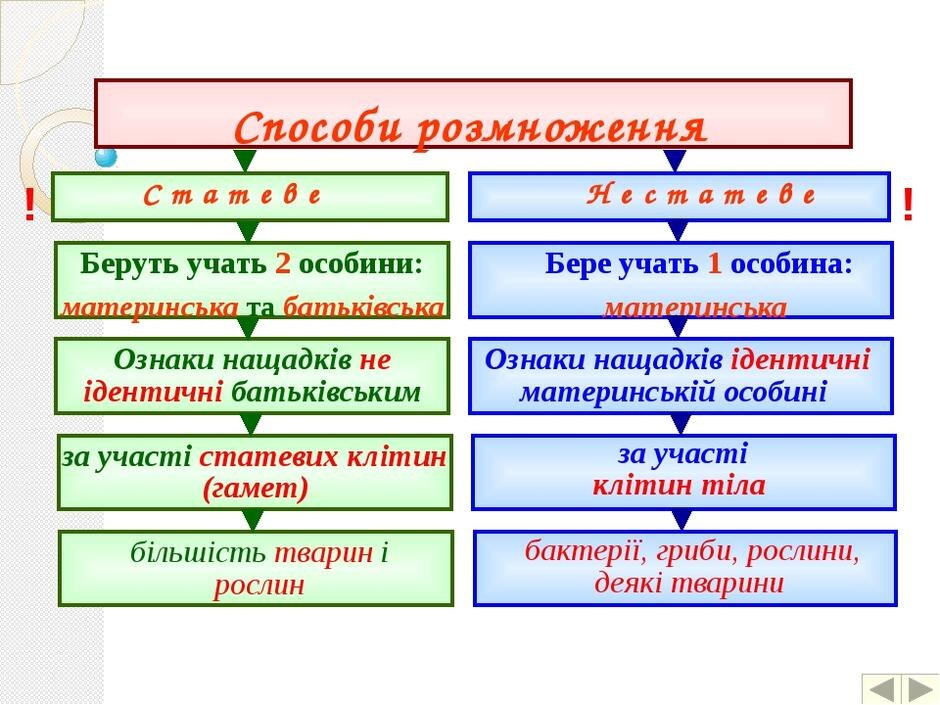 Способи розмноження
! Статеве
Нестатеве !
Беруть учать 2 особини:
материнська та батьківська
Бере учать 1 особина:
материнська
Ознаки нащадків не
ідентичні батьківським
Ознаки нащадків ідентичні
материнській особині
за участі статевих клітин
(гамет)
за участі
клітин тіла
більшість тварин і
рослин
бактерії, гриби, рослини,
деякі тварини